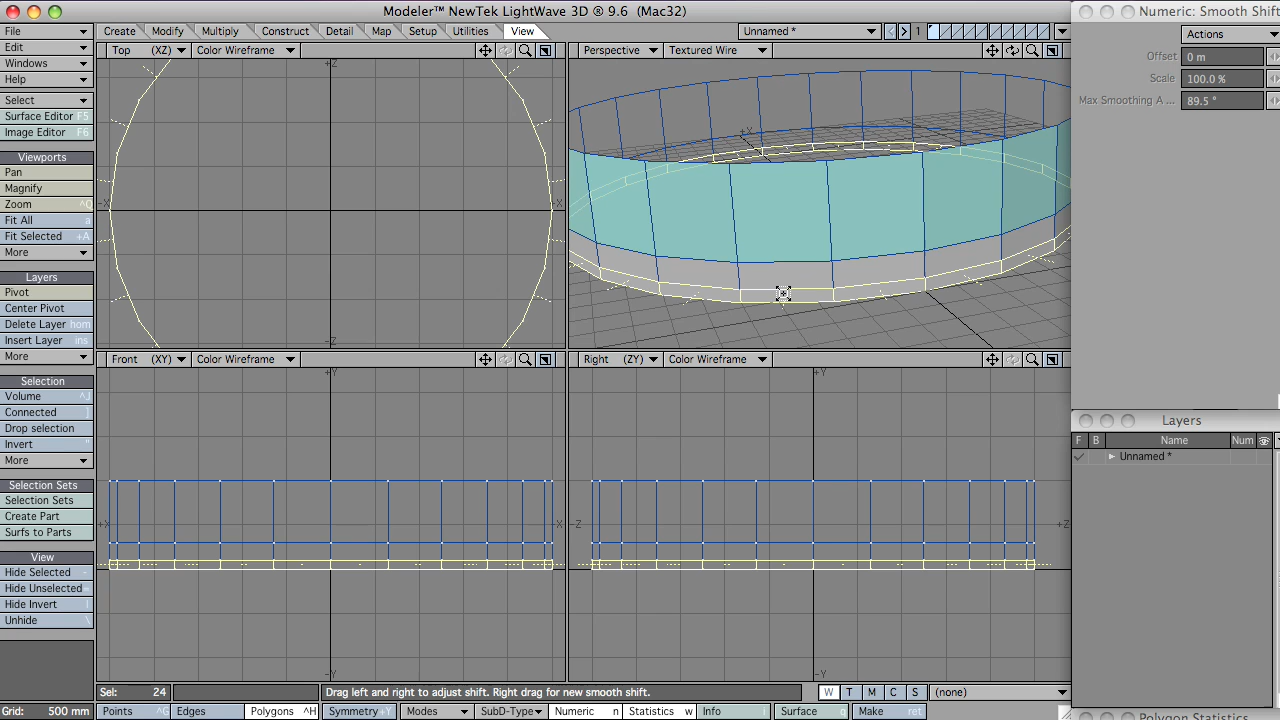 Modeler™ NewTek LightWave 3D ® 9.6 (Mac32)
Numeric: Smooth Shift
File
Create
Modify
Multiply
Construct
Detail
Map
Setup
Utilities
View
Unnamed *
1
Actions
Edit
Top (XZ)
Color Wireframe
Perspective
Textured Wire
Offset 0 m
Windows
Help
Scale 100.0 %
Select
Max Smoothing A ... 89.5 °
Surface Editor F5
Image Editor F6
Viewports
Pan
Magnify
Zoom
Fit All a
Fit Selected +A
More
Layers
Pivot
Center Pivot
Delete Layer hom
Insert Layer ins
More
Front (XY)
Color Wireframe
Right (ZY)
Color Wireframe
Selection
Volume ^J
Connected ]
Drop selection
Invert "
More
Layers
F B Name Num
Unnamed *
Selection Sets
Selection Sets
Create Part
Surfs to Parts
View
Hide Selected -
Hide Unselected =
Hide Invert |
Unhide \
+Z
-Z
-X
X
+Y
+Y
+X
X
-Y
+Y
-Z
+Z
-Y
Sel: 24
Drag left and right to adjust shift. Right drag for new smooth shift.
W T M C S
(none)
Grid: 500 mm
Points ^G
Edges
Polygons ^H
Symmetry +Y
Modes
SubD-Type
Numeric n
Statistics w
Info i
Surface q
Make ret
Polygon Statistics